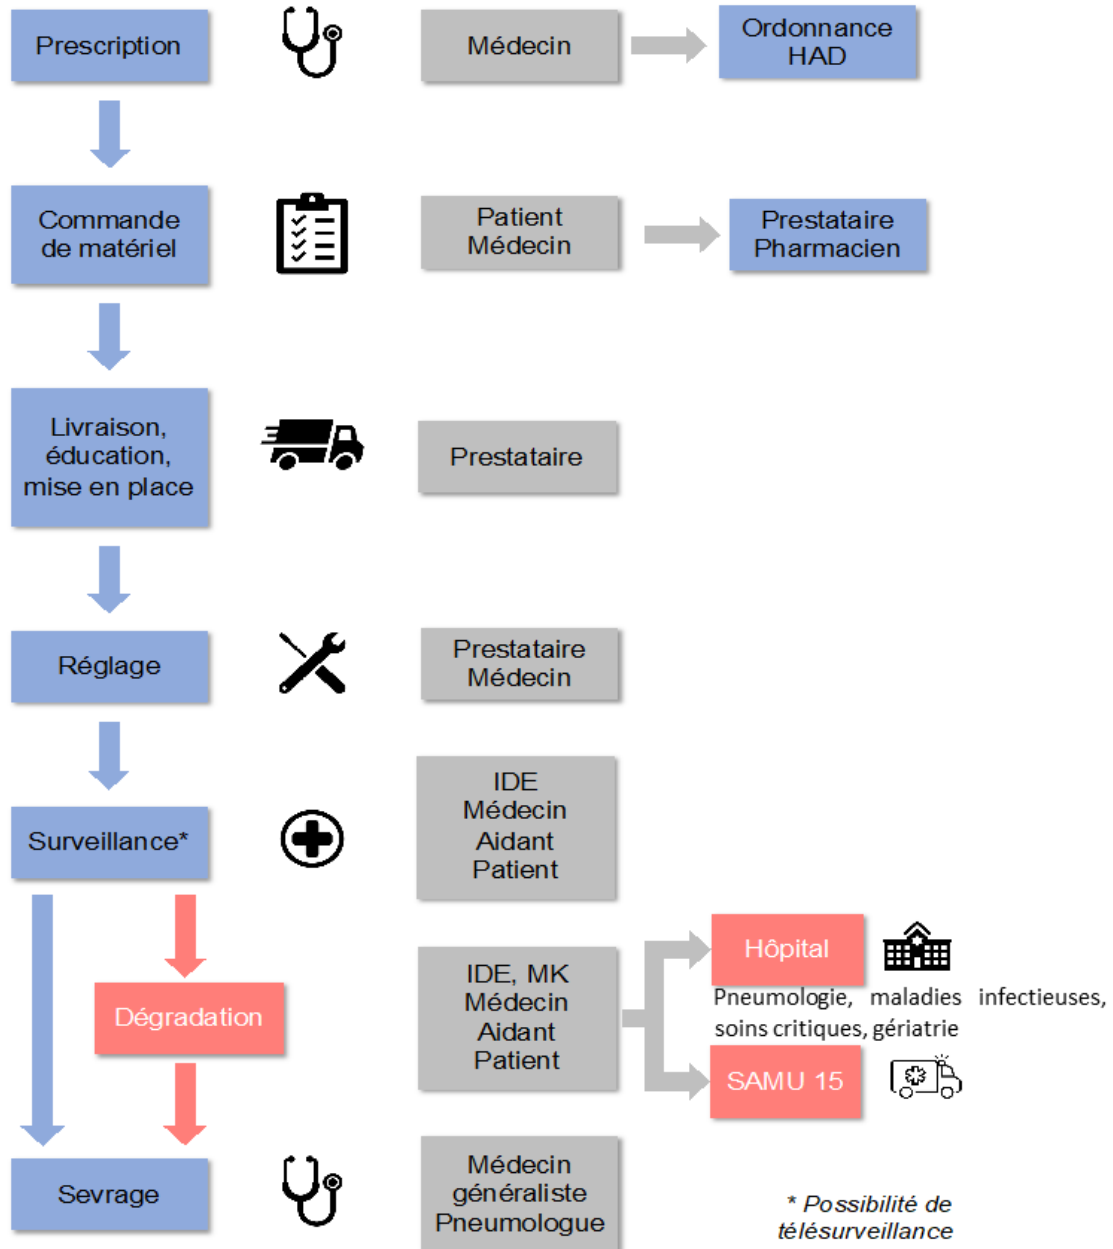 Prescription
Médecin
Ordonnance
HAD
Commande
de matériel
Patient
Médecin
Prestataire
Pharmacien
Livraison,
éducation,
mise en place
Prestataire
Réglage
Prestataire
Médecin
Surveillance*
IDE
Médecin
Aidant
Patient
Dégradation
IDE, MK
Médecin
Aidant
Patient
Hôpital
Pneumologie, maladies infectieuses,
soins critiques, gériatrie
SAMU 15
Sevrage
Médecin
généraliste
Pneumologue
* Possibilité de
télésurveillance